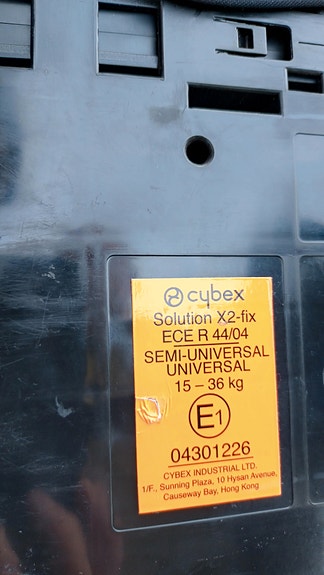 cybex
Solution X2-fix
ECE R 44/04
SEMI-UNIVERSAL
UNIVERSAL
15 – 36 kg
E1
04301226
CYBEX INDUSTRIAL LTD.
1/F., Sunning Plaza, 10 Hysan Avenue,
Causeway Bay, Hong Kong